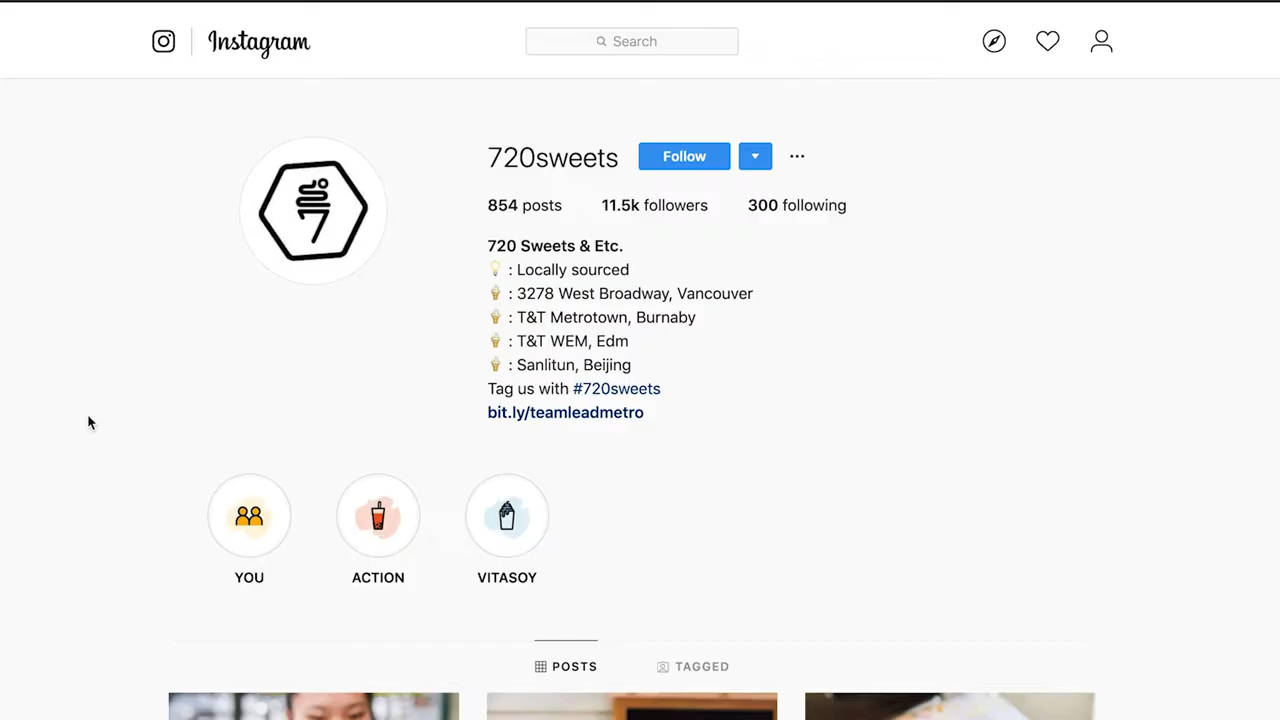 Instagram
Search
720sweets
Follow
854 posts 11.5k followers 300 following
720 Sweets & Etc.
💡 : Locally sourced
🍦 : 3278 West Broadway, Vancouver
🍦 : T&T Metrotown, Burnaby
🍦 : T&T WEM, Edm
🍦 : Sanlitun, Beijing
Tag us with #720sweets
bit.ly/teamleadmetro
YOU ACTION VITASOY
POSTS TAGGED